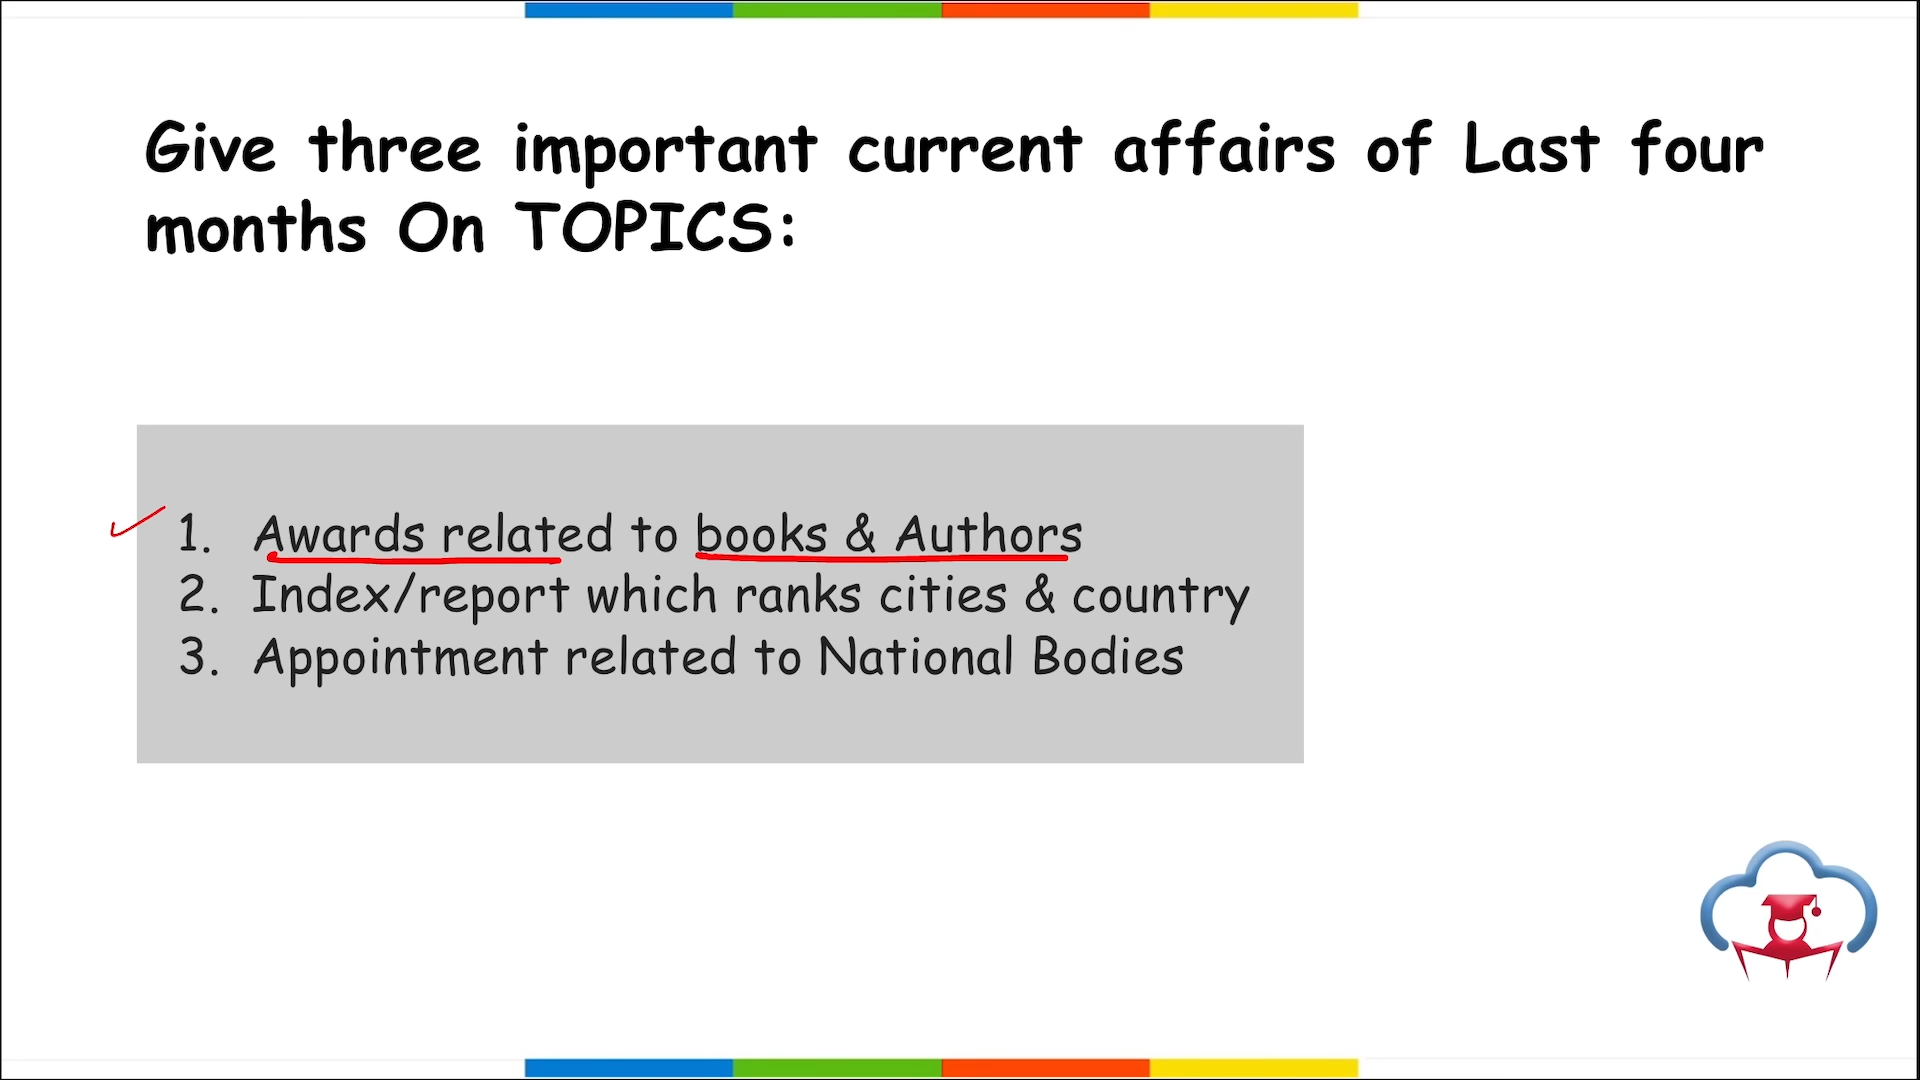 Give three important current affairs of Last four
months On TOPICS:
1. Awards related to books & Authors
2. Index/report which ranks cities & country
3. Appointment related to National Bodies